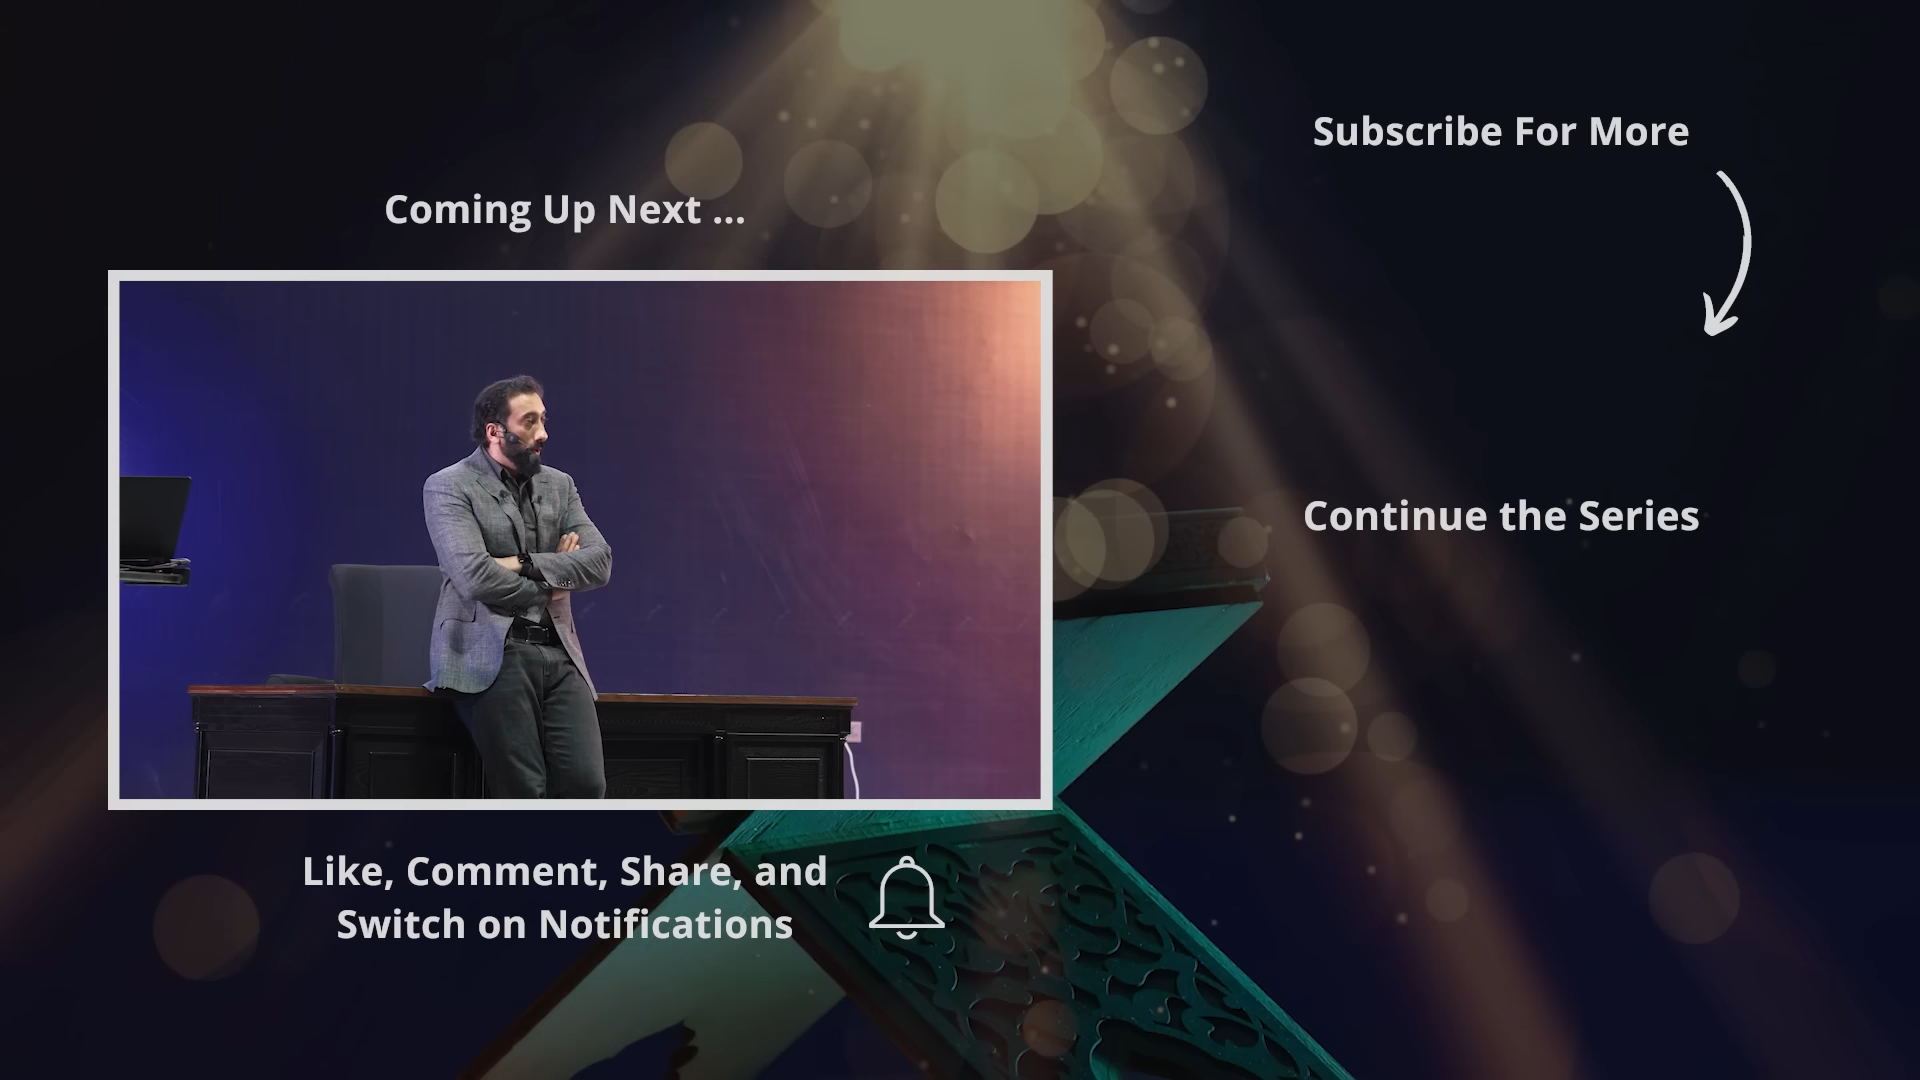 Subscribe For More
Coming Up Next ...
Continue the Series
Like, Comment, Share, and
Switch on Notifications